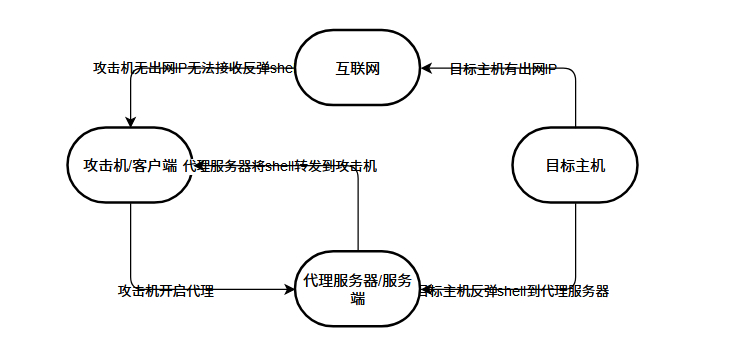 互联网
攻击机无出网IP无法接收反弹she
目标主机有出网IP
攻击机/客户端
代理服务器将shell转发到攻击机
目标主机
代理服务器/服务
端
攻击机开启代理
目标主机反弹shell到代理服务器